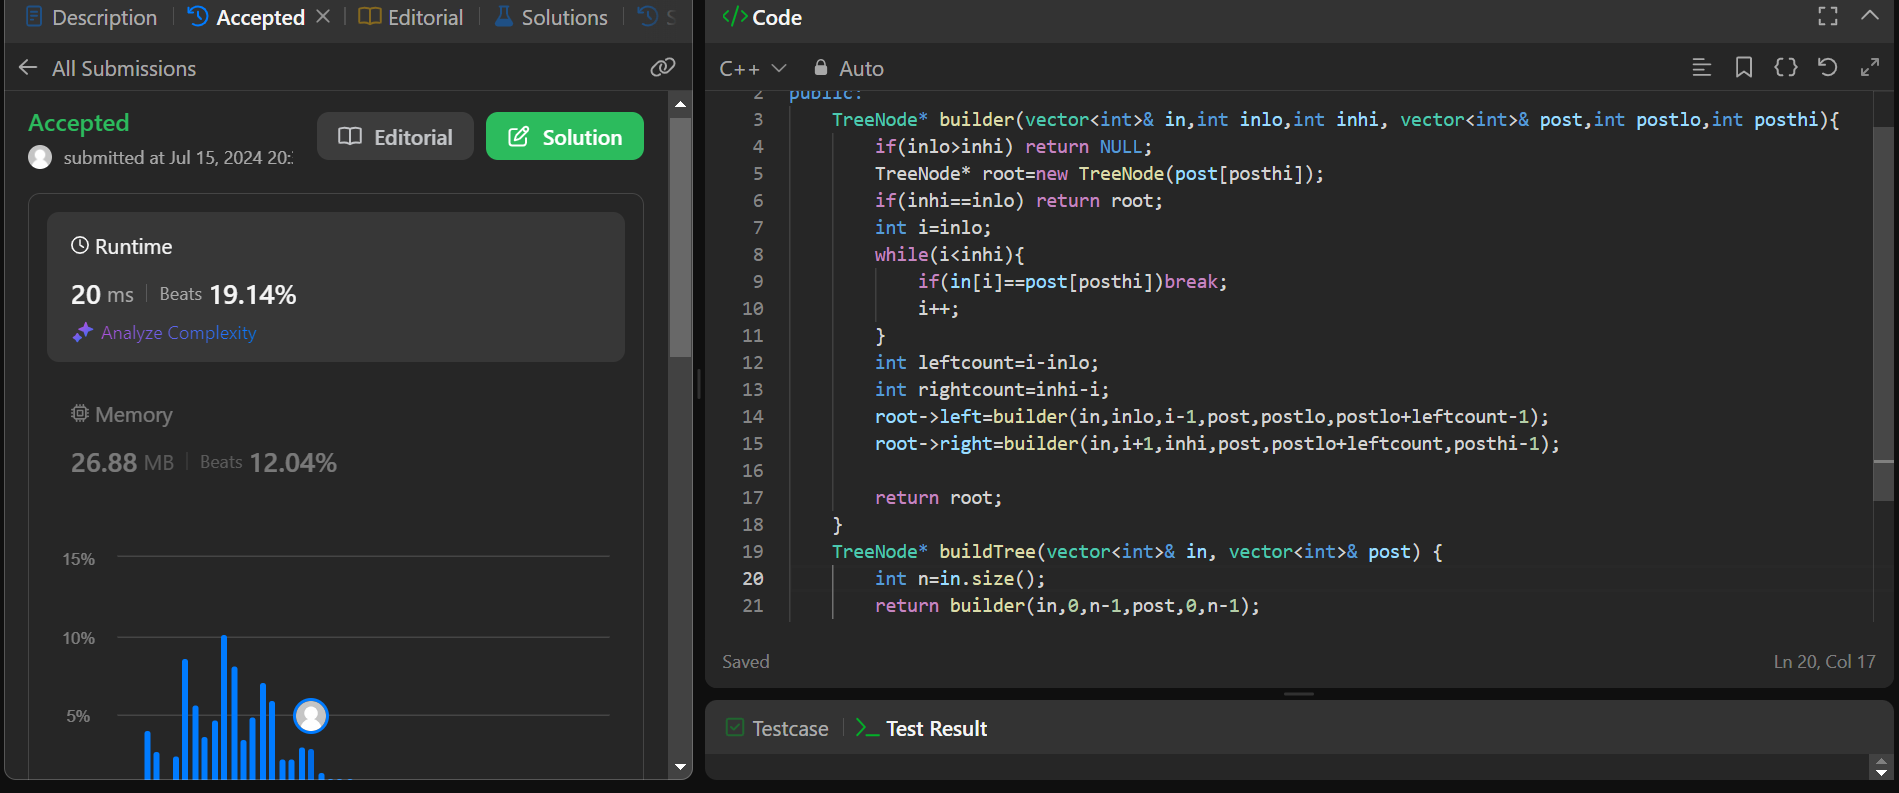 Description
Accepted
Editorial
Solutions
S
All Submissions
Accepted
submitted at Jul 15, 2024 20:
Editorial
Solution
Runtime
20 ms
Beats 19.14%
Analyze Complexity
Memory
26.88 MB
Beats 12.04%
15%
10%
5%
</> Code
C++
Auto
2 public:
3 TreeNode* builder(vector<int>& in,int inlo,int inhi, vector<int>& post,int postlo,int posthi){
4 if(inlo>inhi) return NULL;
5 TreeNode* root=new TreeNode(post[posthi]);
6 if(inhi==inlo) return root;
7 int i=inlo;
8 while(i<inhi){
9 if(in[i]==post[posthi])break;
10 i++;
11 }
12 int leftcount=i-inlo;
13 int rightcount=inhi-i;
14 root->left=builder(in,inlo,i-1,post,postlo,postlo+leftcount-1);
15 root->right=builder(in,i+1,inhi,post,postlo+leftcount,posthi-1);
16
17 return root;
18 }
19 TreeNode* buildTree(vector<int>& in, vector<int>& post) {
20 int n=in.size();
21 return builder(in,0,n-1,post,0,n-1);
Saved
Ln 20, Col 17
Testcase
Test Result